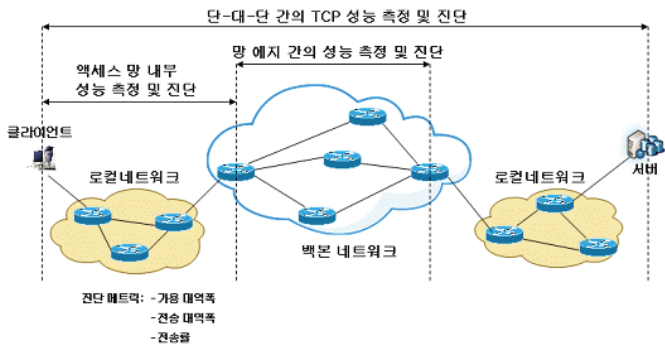 단-대-단 간의 TCP 성능 측정 및 진단
망 에지 간의 성능 측정 및 진단
액세스 망 내부
성능 측정 및 진단
클라이언트
로컬네트워크
백본 네트워크
로컬네트워크
서버
진단 메트릭: -가용 대역폭
-전송 대역폭
-전송률